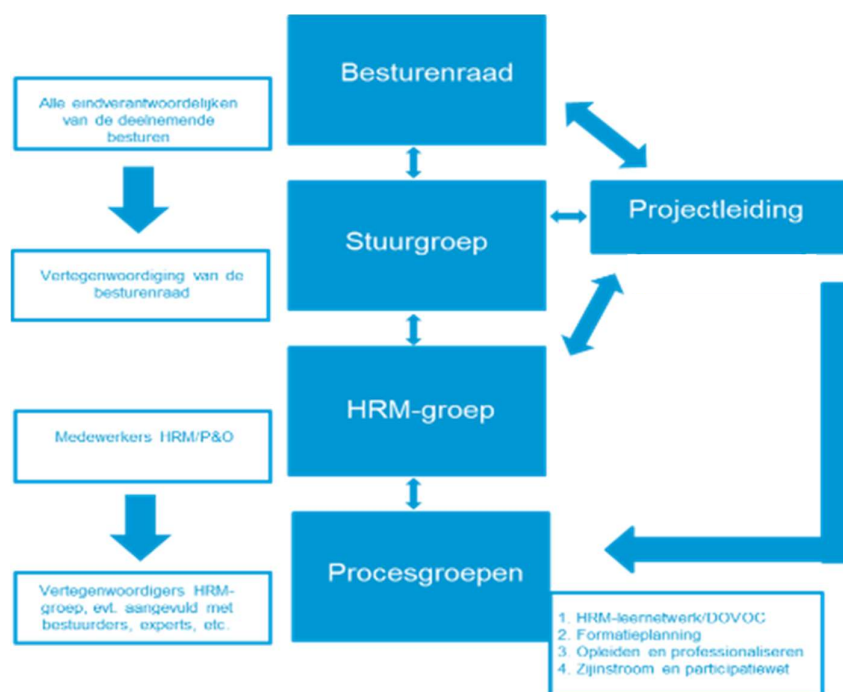 Besturenraad
Alle eindverantwoordelijken
van de deelnemende
besturen
Projectleiding
Stuurgroep
Vertegenwoordiging van de
besturenraad
HRM-groep
Medewerkers HRM/P&O
Procesgroepen
Vertegenwoordigers HRM-
groep, evt. aangevuld met
bestuurders, experts, etc.
1. HRM-leernetwerk/DOVOC
2. Formatieplanning
3. Opleiden en professionaliseren
4. Zijinstroom en participatiewet